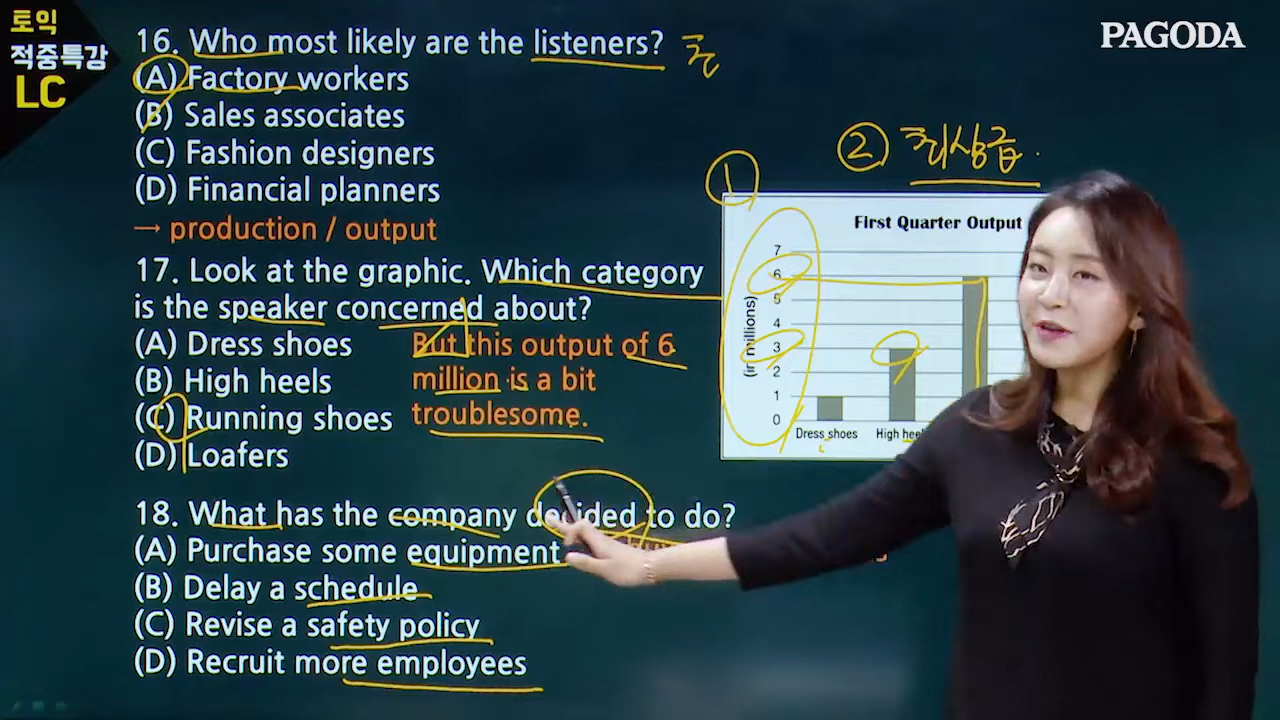 토익
적중특강
LC
PAGODA
16. Who most likely are the listeners?
(A) Factory workers
(B) Sales associates
(C) Fashion designers
(D) Financial planners
→ production / output
17. Look at the graphic. Which category
is the speaker concerned about?
(A) Dress shoes
(B) High heels
(C) Running shoes
(D) Loafers
But this output of 6
million is a bit
troublesome.
① ② 최상급.
First Quarter Output
(in millions)
7
6
5
4
3
2
1
0
Dress shoes
High
18. What has the company decided to do?
(A) Purchase some equipment
(B) Delay a schedule
(C) Revise a safety policy
(D) Recruit more employees